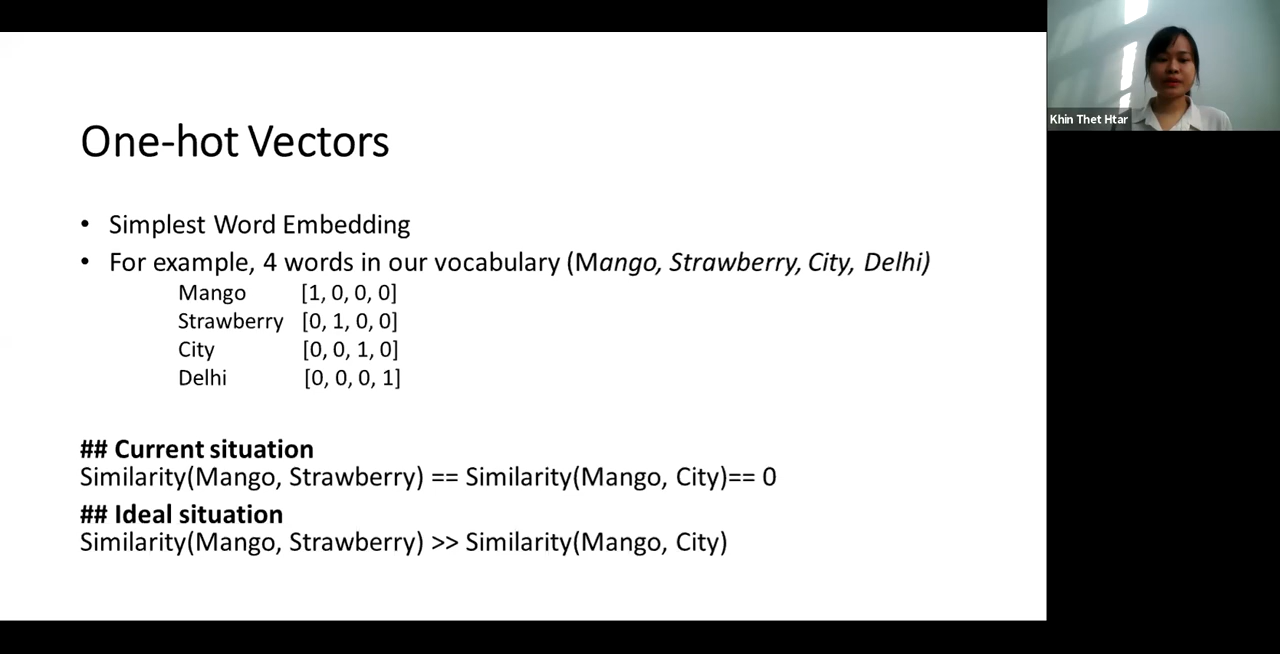 One-hot Vectors
• Simplest Word Embedding
• For example, 4 words in our vocabulary (Mango, Strawberry, City, Delhi)
Mango [1, 0, 0, 0]
Strawberry [0, 1, 0, 0]
City [0, 0, 1, 0]
Delhi [0, 0, 0, 1]
## Current situation
Similarity(Mango, Strawberry) == Similarity(Mango, City)== 0
## Ideal situation
Similarity(Mango, Strawberry) >> Similarity(Mango, City)
Khin Thet Htar